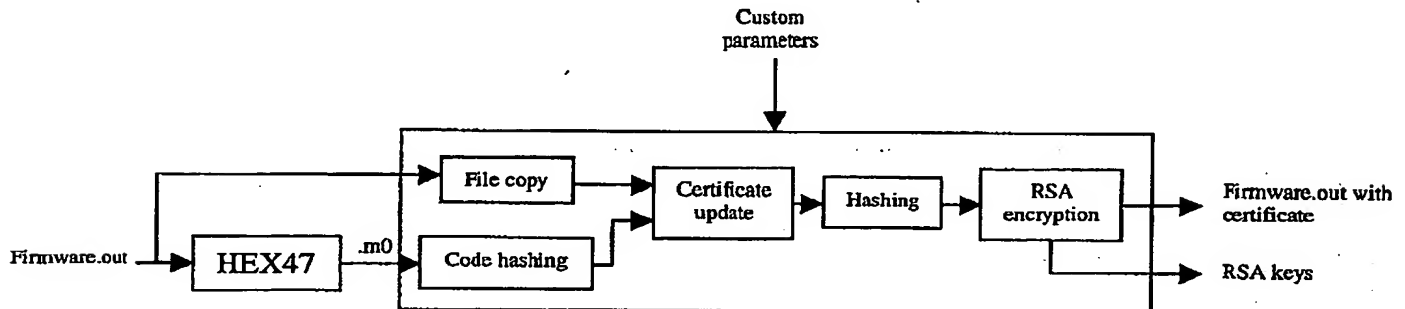 Custom
parameters
File copy
Certificate
update
Hashing
RSA
encryption
Firmware.out with
certificate
Firmware.out
HEX47
.m0
Code hashing
RSA keys